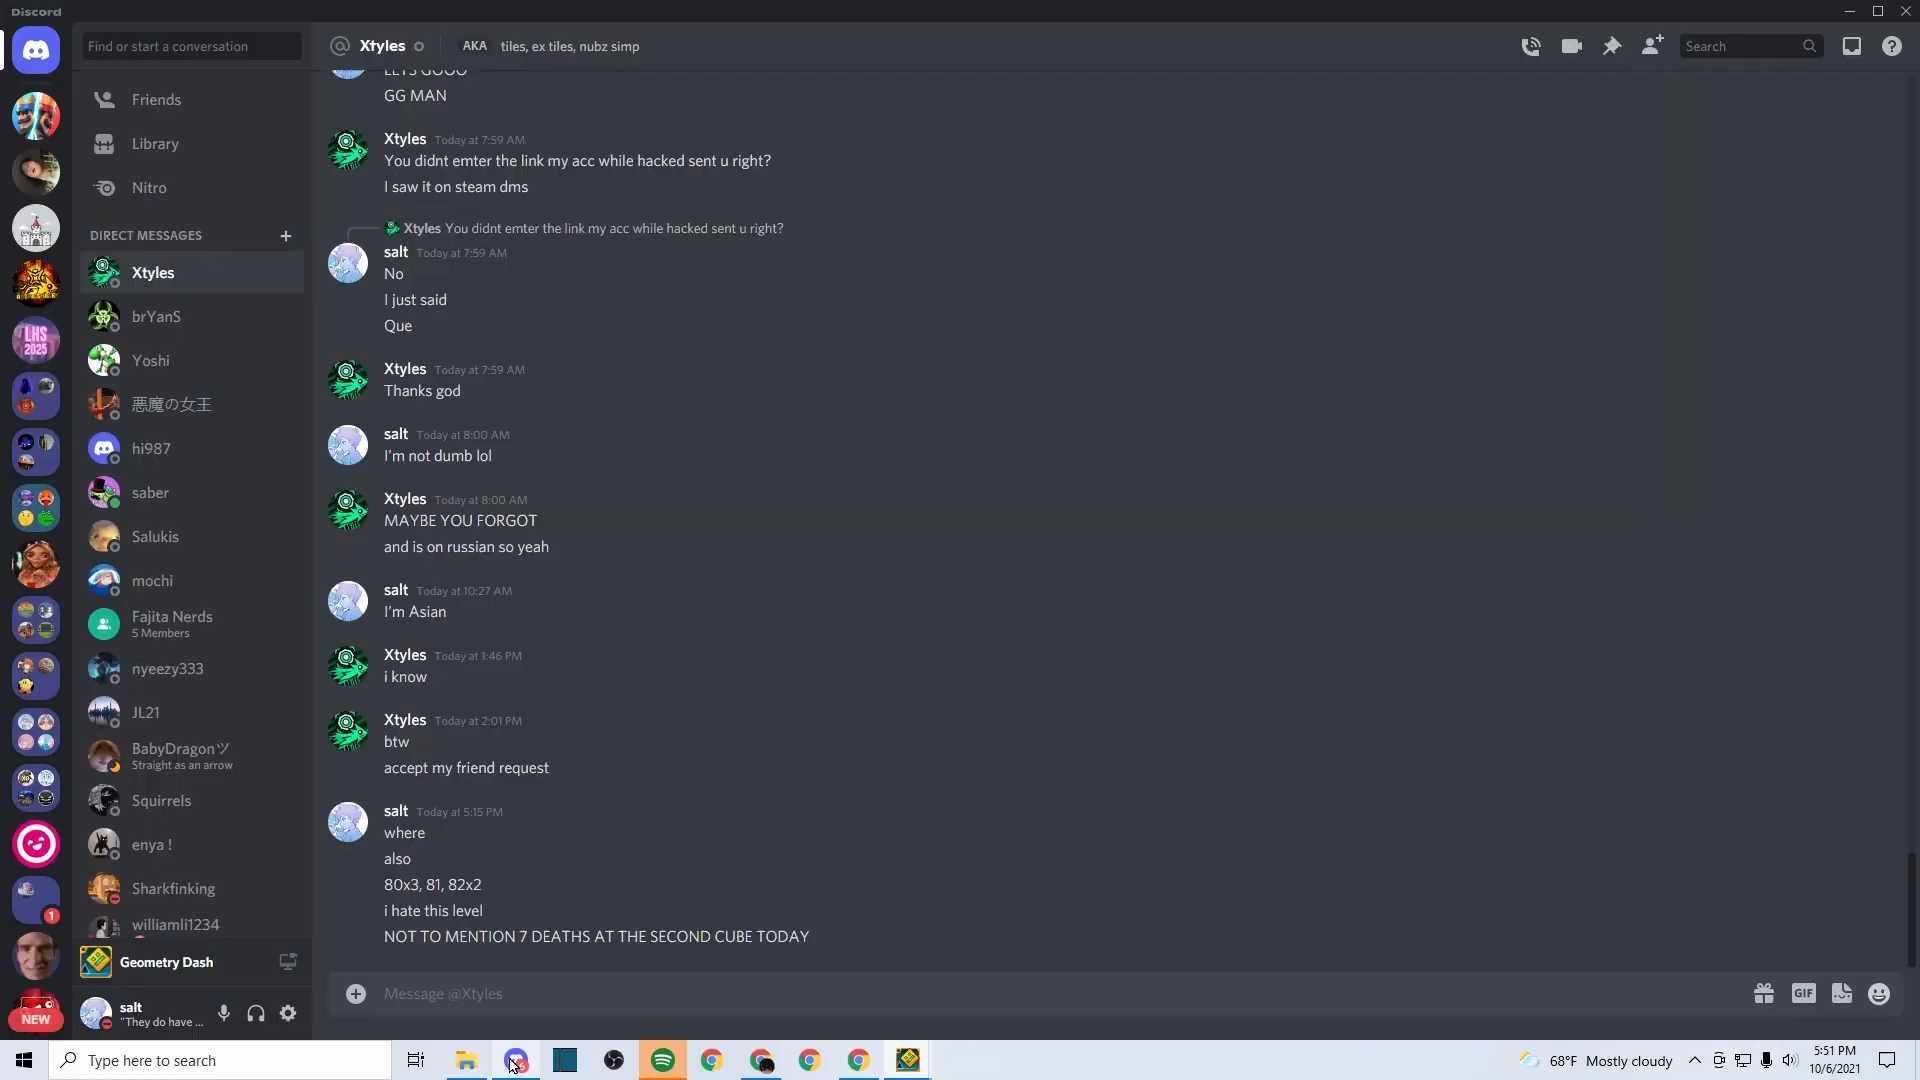 Discord
Find or start a conversation
Xtyles
AKA tiles, ex tiles, nubz simp
Search
Friends
Library
Nitro
DIRECT MESSAGES
Xtyles
brYanS
Yoshi
悪魔の女王
hi987
saber
Salukis
mochi
Fajita Nerds
5 Members
nyeezy333
JL21
BabyDragonツ
Straight as an arrow
Squirrels
enya !
Sharkfinking
williamli1234
Geometry Dash
salt
"They do have ...
LHS
2025
1
NEW
LETS GOOO
GG MAN
Xtyles Today at 7:59 AM
You didnt emter the link my acc while hacked sent u right?
I saw it on steam dms
Xtyles You didnt emter the link my acc while hacked sent u right?
salt Today at 7:59 AM
No
I just said
Que
Xtyles Today at 7:59 AM
Thanks god
salt Today at 8:00 AM
I'm not dumb lol
Xtyles Today at 8:00 AM
MAYBE YOU FORGOT
and is on russian so yeah
salt Today at 10:27 AM
I'm Asian
Xtyles Today at 1:46 PM
i know
Xtyles Today at 2:01 PM
btw
accept my friend request
salt Today at 5:15 PM
where
also
80x3, 81, 82x2
i hate this level
NOT TO MENTION 7 DEATHS AT THE SECOND CUBE TODAY
Message @Xtyles
GIF
Type here to search
68°F Mostly cloudy
5:51 PM
10/6/2021